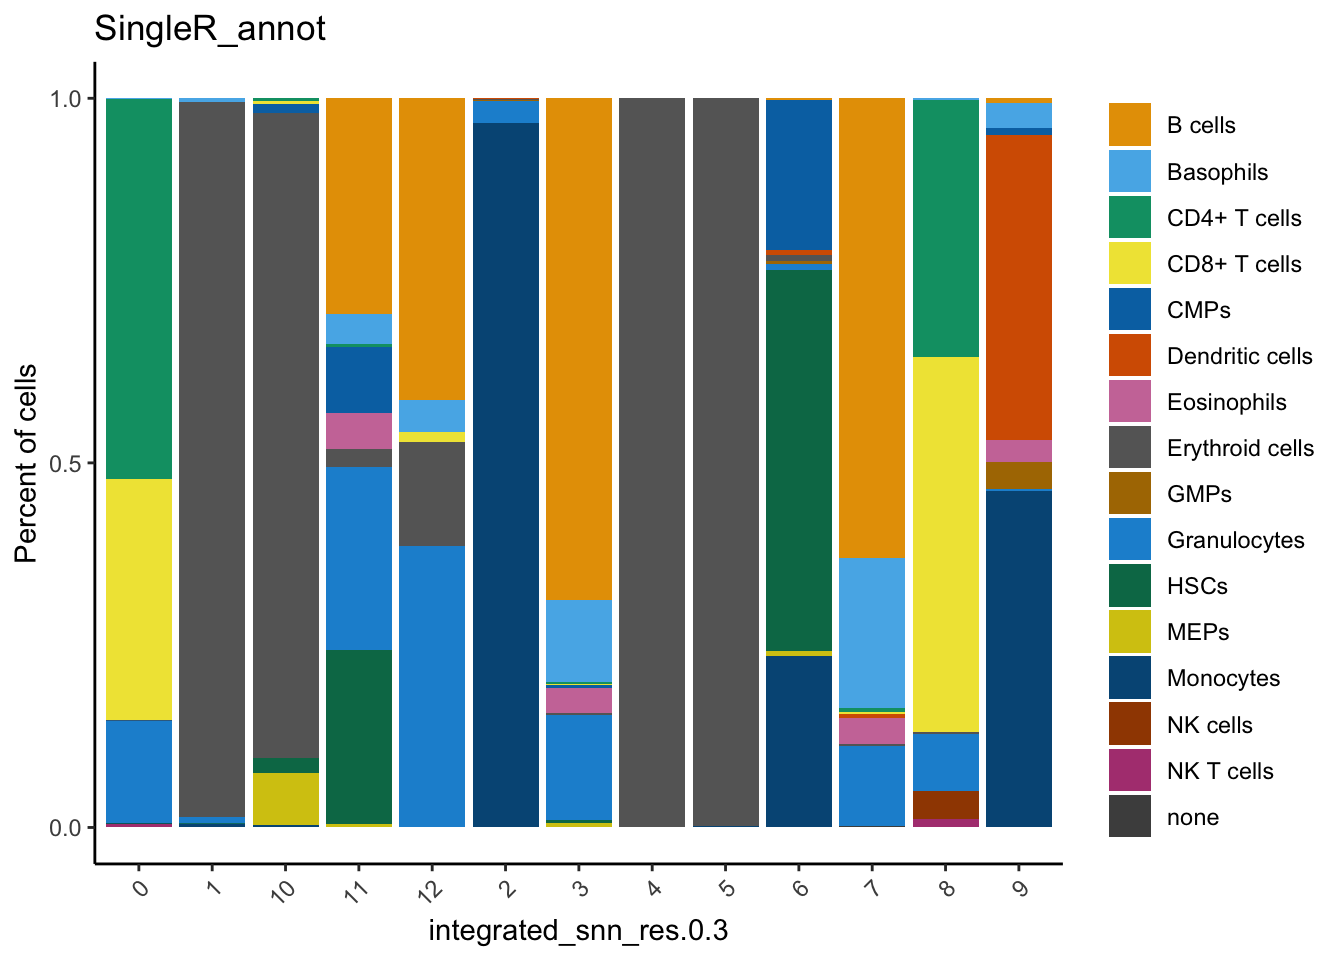 SingleR_annot
Percent of cells
1.0
0.5
0.0
0 1 10 11 12 2 3 4 5 6 7 8 9
integrated_snn_res.0.3
B cells
Basophils
CD4+ T cells
CD8+ T cells
CMPs
Dendritic cells
Eosinophils
Erythroid cells
GMPs
Granulocytes
HSCs
MEPs
Monocytes
NK cells
NK T cells
none